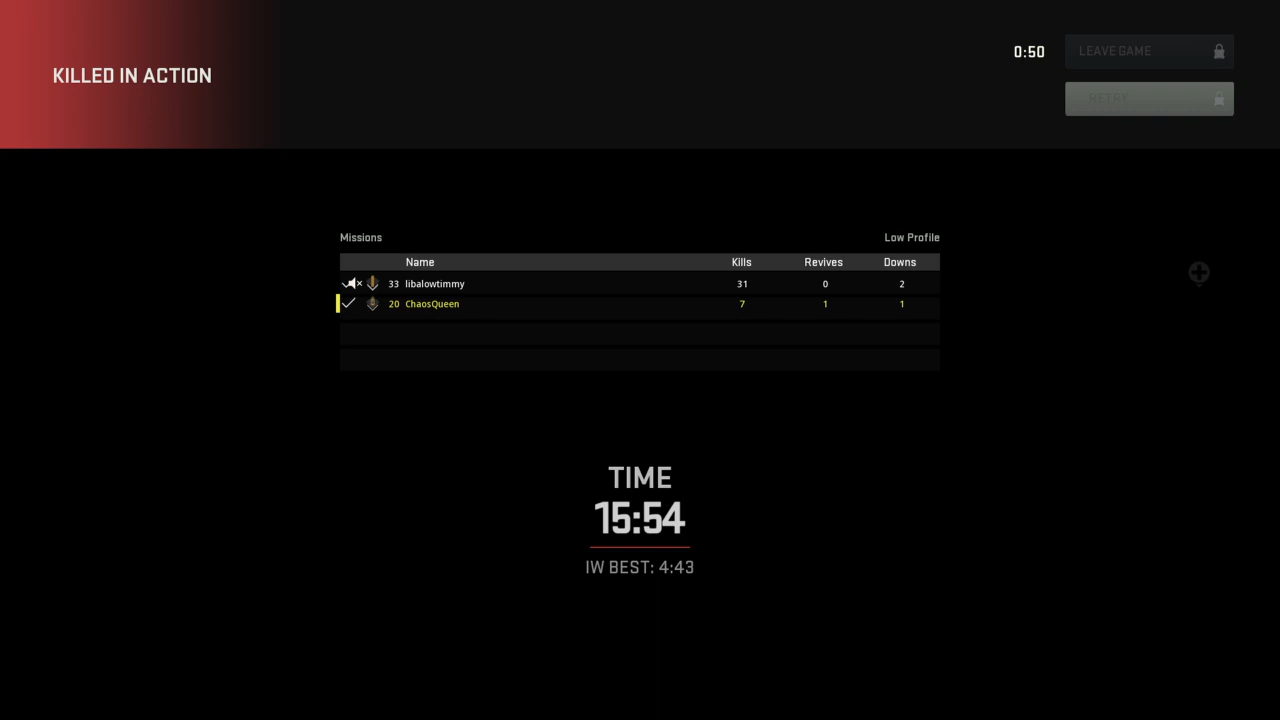 KILLED IN ACTION
0:50
LEAVE GAME
RETRY
Missions Low Profile
Name Kills Revives Downs
33 libalowtimmy 31 0 2
20 ChaosQueen 7 1 1
TIME
15:54
IW BEST: 4:43